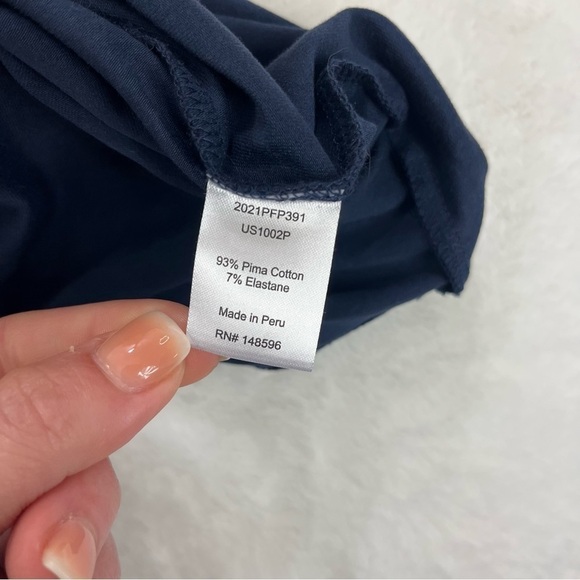 2021PFP391
US1002P
93% Pima Cotton
7% Elastane
Made in Peru
RN# 148596